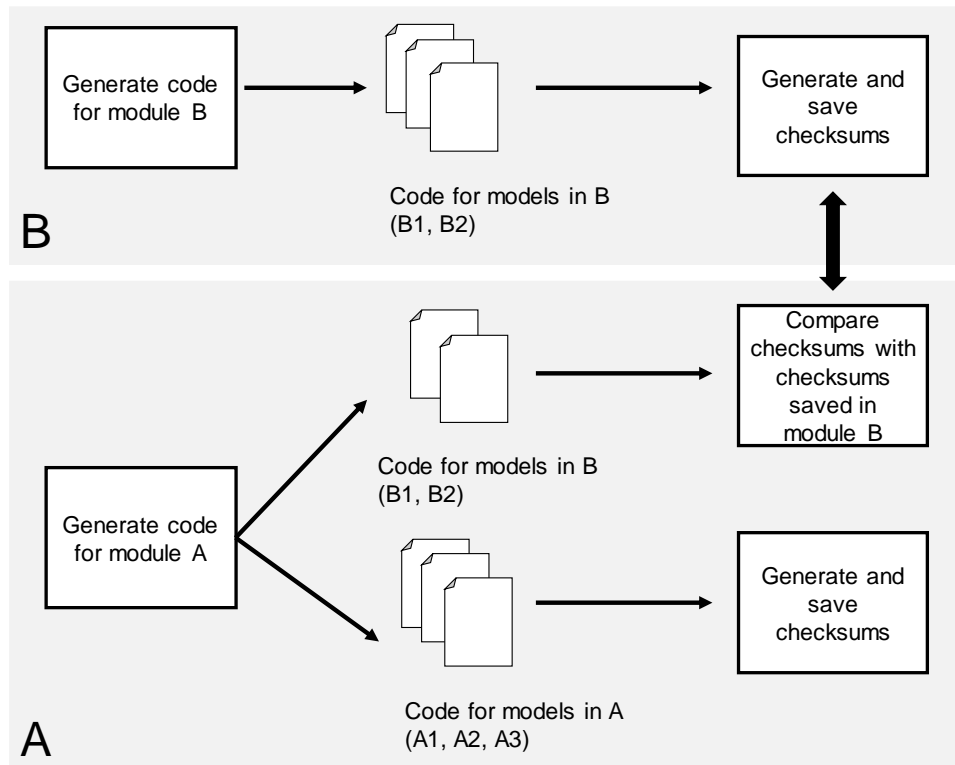 Generate code
for module B
Generate and
save
checksums
Code for models in B
(B1, B2)
B
Compare
checksums with
checksums
saved in
module B
Code for models in B
(B1, B2)
Generate code
for module A
Generate and
save
checksums
Code for models in A
(A1, A2, A3)
A